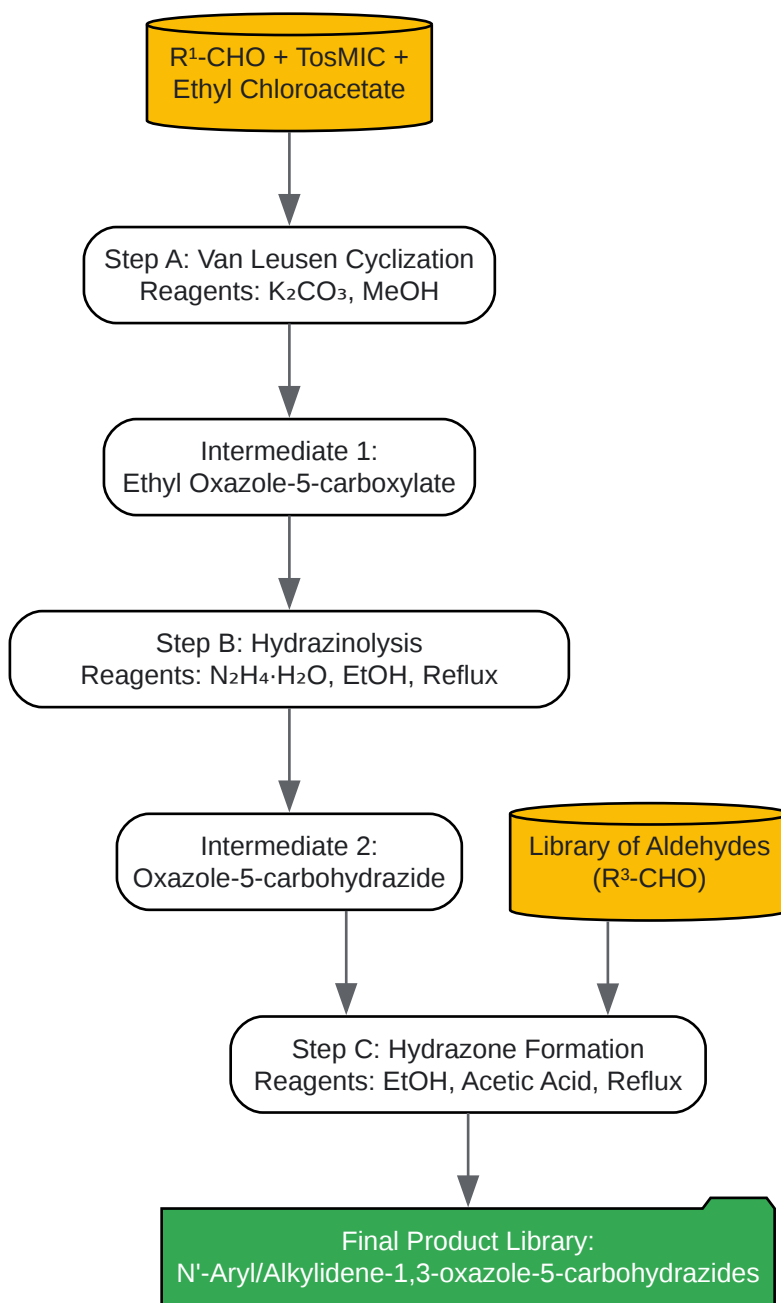 R¹-CHO + TosMIC +
Ethyl Chloroacetate
Step A: Van Leusen Cyclization
Reagents: K₂CO₃, MeOH
Intermediate 1:
Ethyl Oxazole-5-carboxylate
Step B: Hydrazinolysis
Reagents: N₂H₄·H₂O, EtOH, Reflux
Intermediate 2:
Oxazole-5-carbohydrazide
Library of Aldehydes
(R³-CHO)
Step C: Hydrazone Formation
Reagents: EtOH, Acetic Acid, Reflux
Final Product Library:
N'-Aryl/Alkylidene-1,3-oxazole-5-carbohydrazides